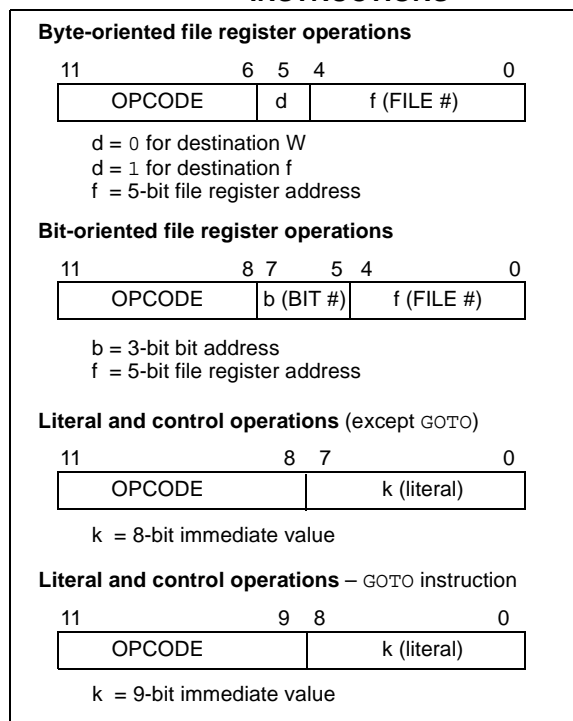 Byte-oriented file register operations
11 6 5 4 0
OPCODE d f (FILE #)
d = 0 for destination W
d = 1 for destination f
f = 5-bit file register address
Bit-oriented file register operations
11 8 7 5 4 0
OPCODE b (BIT #) f (FILE #)
b = 3-bit bit address
f = 5-bit file register address
Literal and control operations (except GOTO)
11 8 7 0
OPCODE k (literal)
k = 8-bit immediate value
Literal and control operations – GOTO instruction
11 9 8 0
OPCODE k (literal)
k = 9-bit immediate value